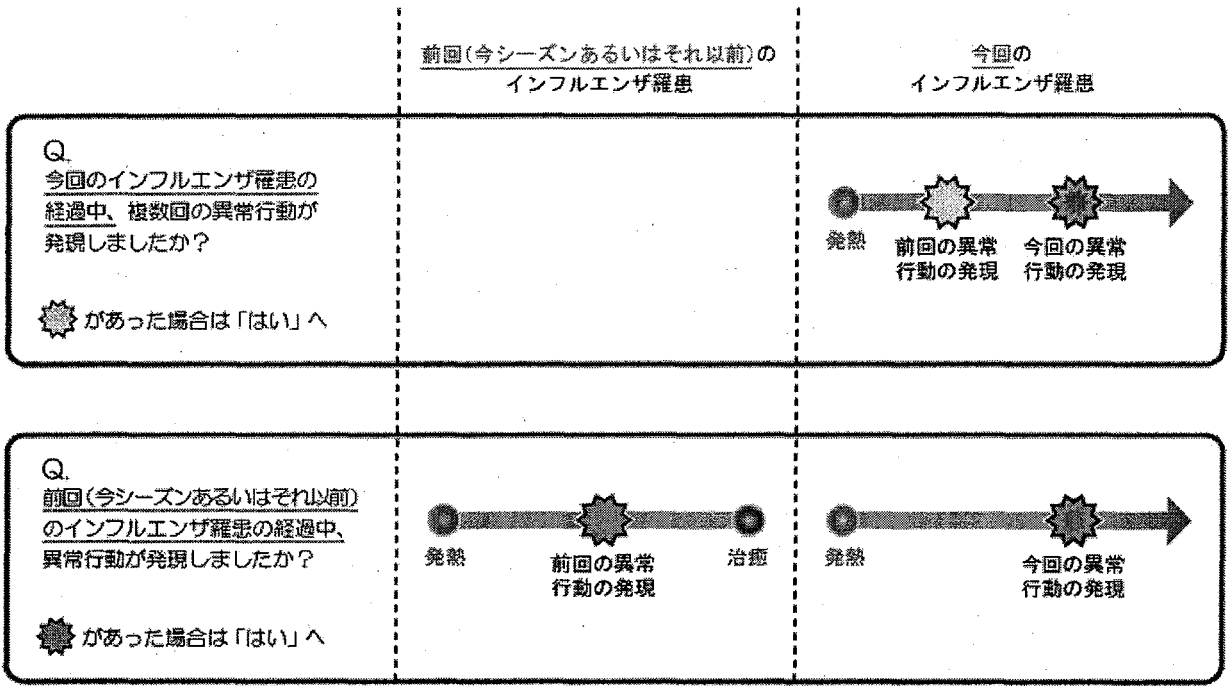 前回(今シーズンあるいはそれ以前)の
インフルエンザ罹患
今回の
インフルエンザ罹患
Q.
今回のインフルエンザ罹患の
経過中、複数回の異常行動が
発現しましたか？
があった場合は「はい」へ
発熱
前回の異常
行動の発現
今回の異常
行動の発現
Q.
前回(今シーズンあるいはそれ以前)
のインフルエンザ罹患の経過中、
異常行動が発現しましたか？
があった場合は「はい」へ
発熱
前回の異常
行動の発現
治癒
発熱
今回の異常
行動の発現